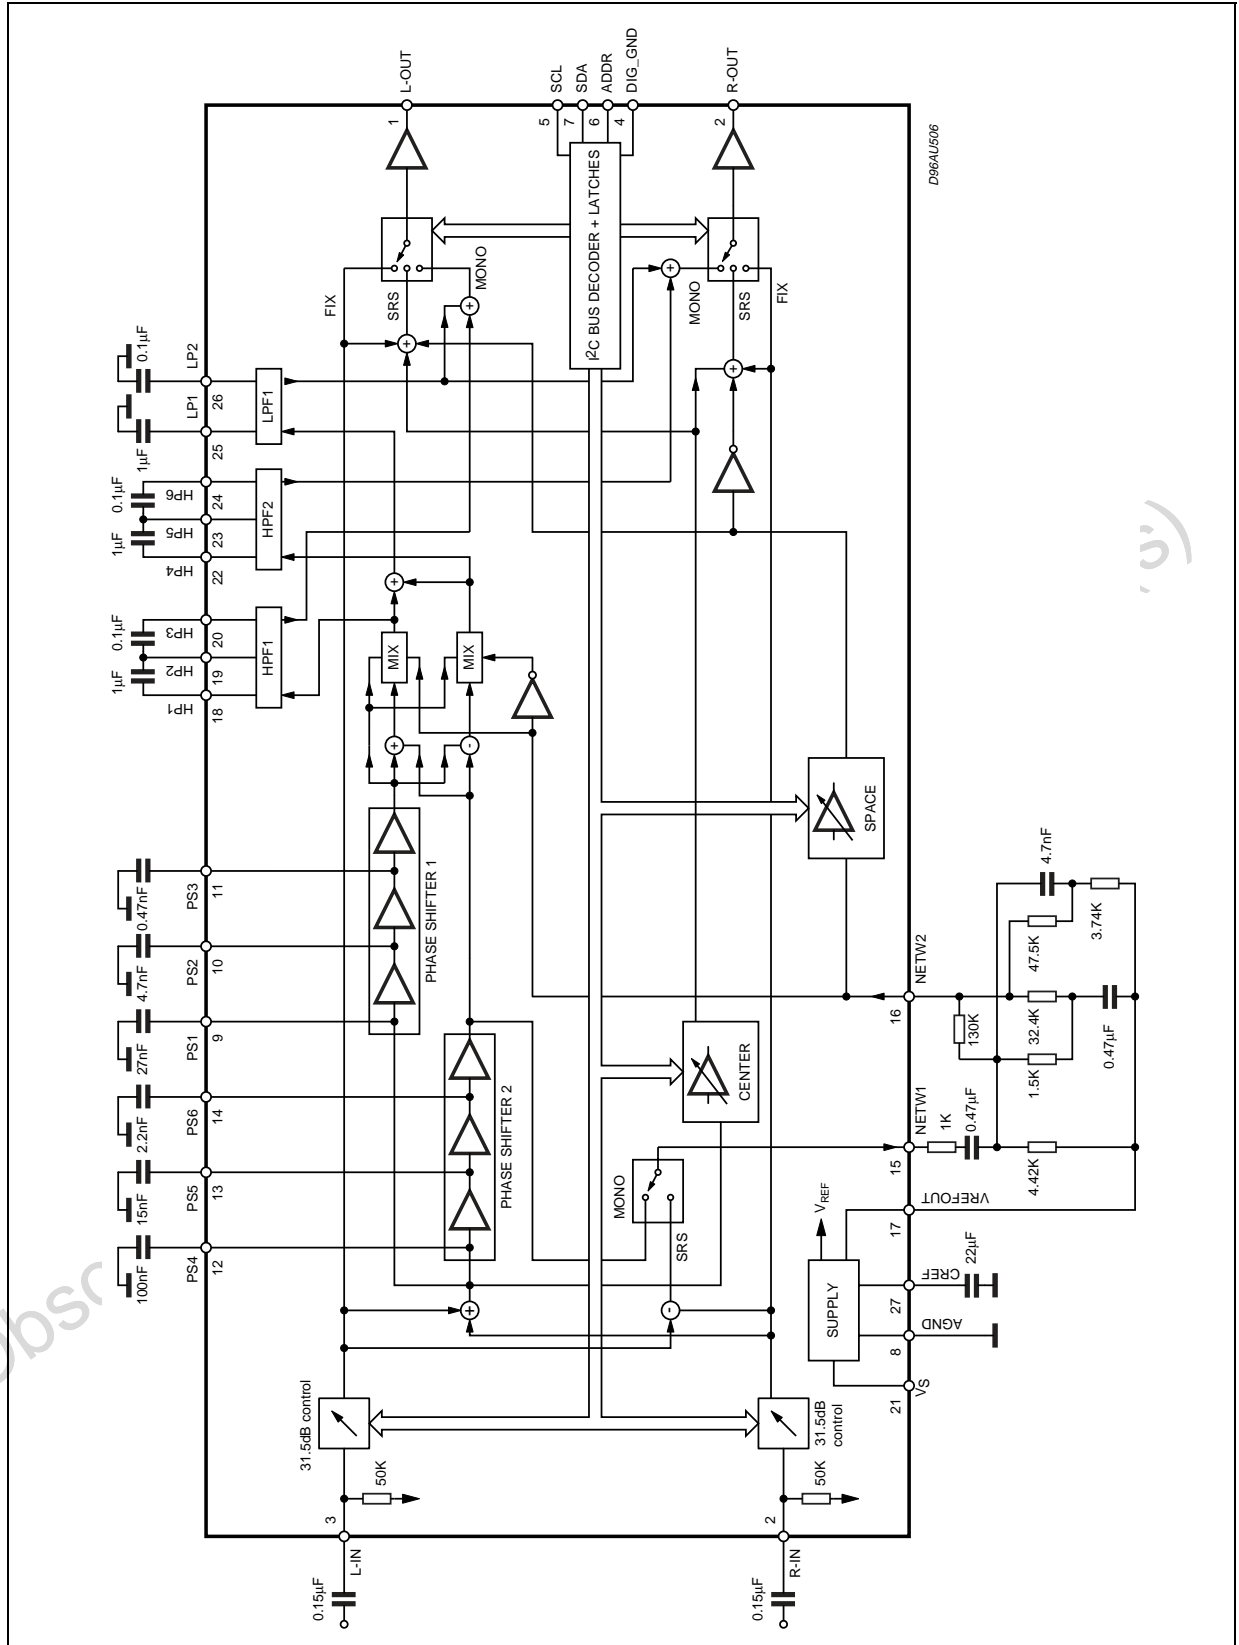 L-OUT
SCL
SDA
ADDR
DIG_GND
R-OUT
1
5
7
6
4
2
D96AU506
I2C BUS DECODER + LATCHES
FIX
SRS
MONO
MONO
SRS
FIX
0.1µF
LP2
26
LPF1
LP1
25
1µF
0.1µF
HP6
24
HPF2
HP5
23
1µF
HP4
22
0.1µF
HP3
20
HPF1
HP2
19
1µF
HP1
18
+
+
+
+
+
MIX
MIX
+
-
SPACE
0.47nF
PS3
11
4.7nF
PS2
10
27nF
PS1
9
PHASE SHIFTER 1
2.2nF
PS6
14
15nF
PS5
13
100nF
PS4
12
PHASE SHIFTER 2
CENTER
MONO
SRS
+
-
4.7nF
47.5K
3.74K
NETW2
16
130K
32.4K
1.5K
0.47µF
NETW1
15
1K
0.47µF
4.42K
VREFOUT
17
VREF
SUPPLY
CREF
27
22µF
AGND
8
VS
21
31.5dB control
31.5dB
control
50K
50K
3
L-IN
2
R-IN
0.15µF
0.15µF
s)
Obsc